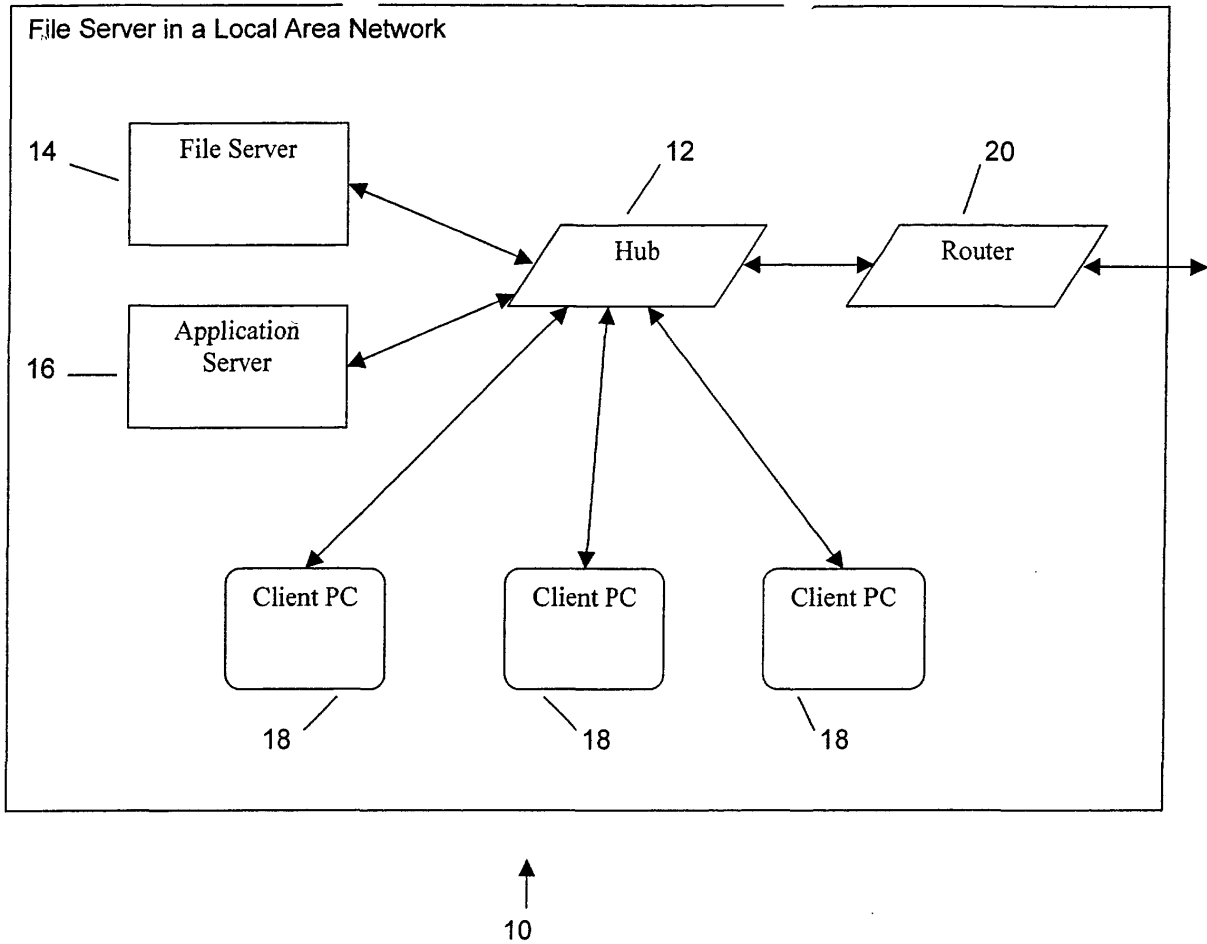 File Server in a Local Area Network
14
File Server
12
20
Hub
Router
16
Application
Server
Client PC
Client PC
Client PC
18
18
18
10